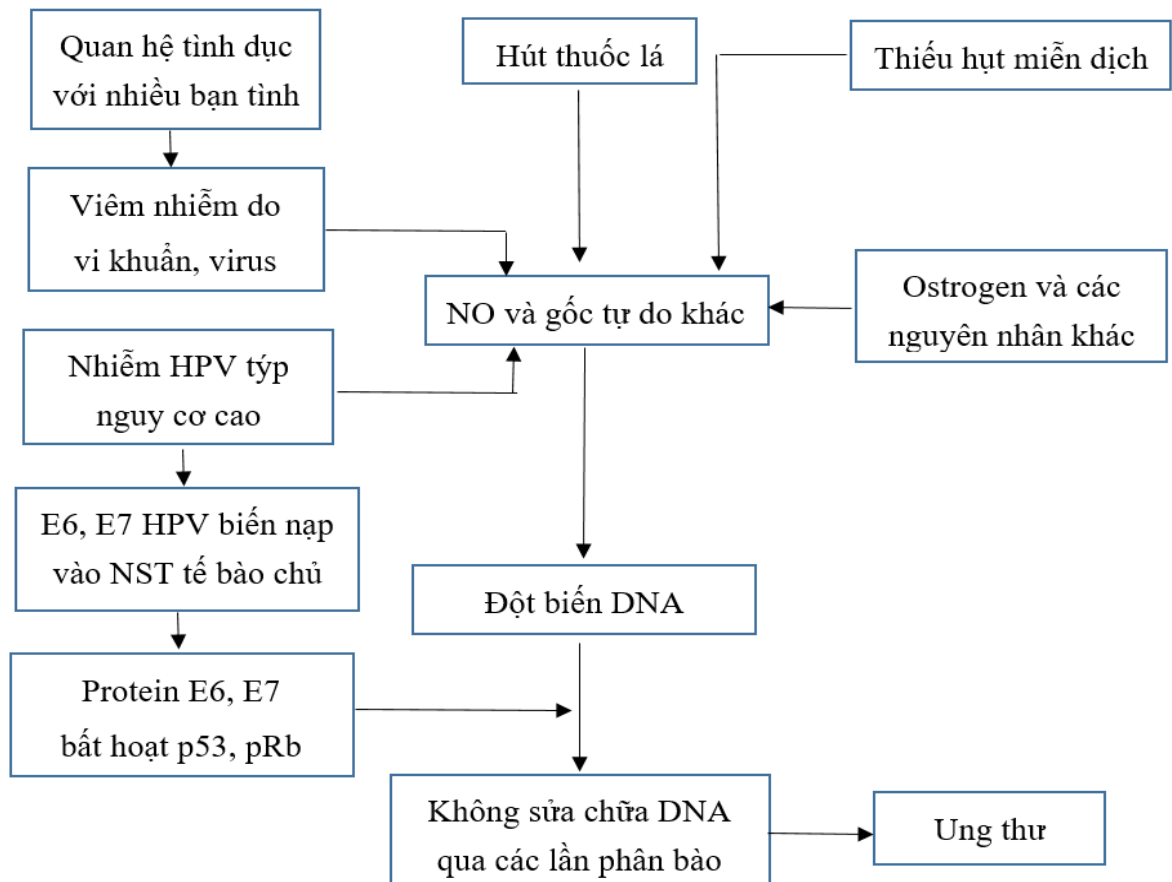 Quan hệ tình dục
với nhiều bạn tình
Hút thuốc lá
Thiếu hụt miễn dịch
Viêm nhiễm do
vi khuẩn, virus
NO và gốc tự do khác
Ostrogen và các
nguyên nhân khác
Nhiễm HPV týp
nguy cơ cao
E6, E7 HPV biến nạp
vào NST tế bào chủ
Đột biến DNA
Protein E6, E7
bất hoạt p53, pRb
Không sửa chữa DNA
qua các lần phân bào
Ung thư